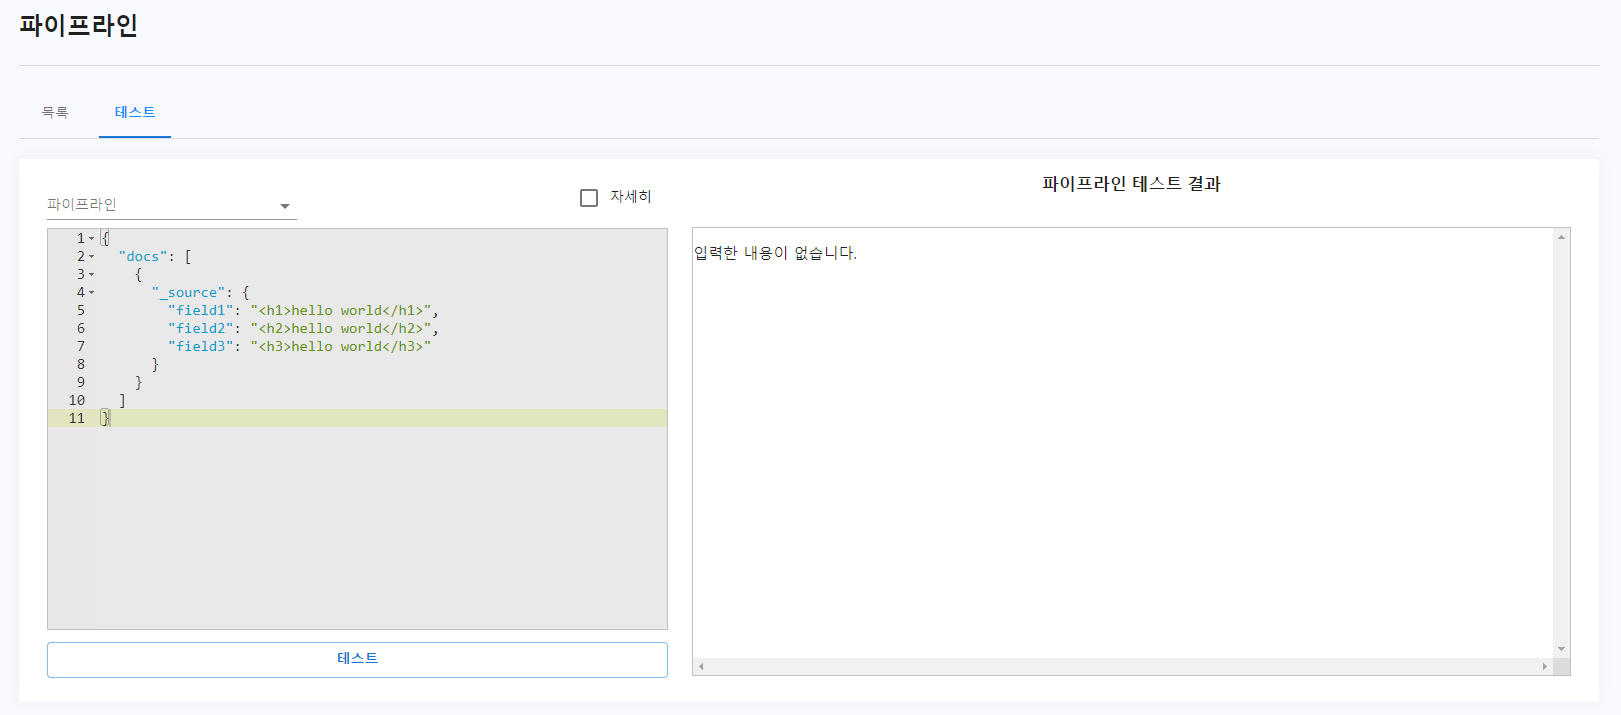 파이프라인
목록 테스트
파이프라인
자세히
1 {
2 "docs": [
3 {
4 "_source": {
5 "field1": "<h1>hello world</h1>",
6 "field2": "<h2>hello world</h2>",
7 "field3": "<h3>hello world</h3>"
8 }
9 }
10 ]
11 }
테스트
파이프라인 테스트 결과
입력한 내용이 없습니다.